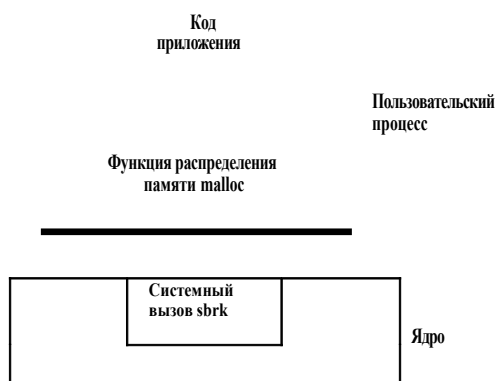 Код
приложения
Пользовательский
процесс
Функция распределения
памяти malloc
Системный
вызов sbrk
Ядро